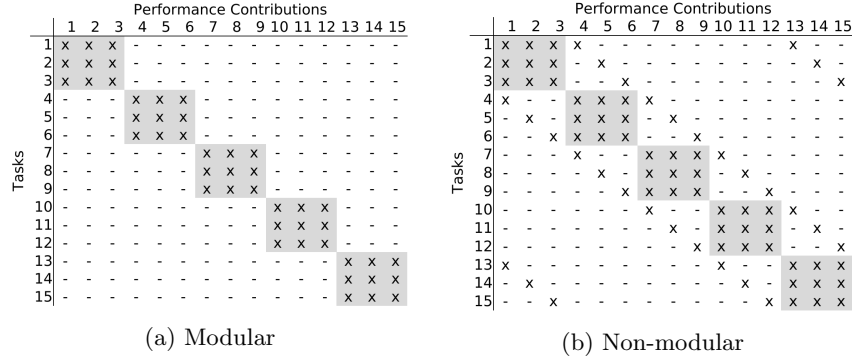 Performance Contributions
1 2 3 4 5 6 7 8 9 10 11 12 13 14 15
Tasks
1 x x x - - - - - - - - - - - -
2 x x x - - - - - - - - - - - -
3 x x x - - - - - - - - - - - -
4 - - - x x x - - - - - - - - -
5 - - - x x x - - - - - - - - -
6 - - - x x x - - - - - - - - -
7 - - - - - - x x x - - - - - -
8 - - - - - - x x x - - - - - -
9 - - - - - - x x x - - - - - -
10 - - - - - - - - - x x x - - -
11 - - - - - - - - - x x x - - -
12 - - - - - - - - - x x x - - -
13 - - - - - - - - - - - - x x x
14 - - - - - - - - - - - - x x x
15 - - - - - - - - - - - - x x x
(a) Modular
Performance Contributions
1 2 3 4 5 6 7 8 9 10 11 12 13 14 15
Tasks
1 x x x x - - - - - - - - x - -
2 x x x - x - - - - - - - - x -
3 x x x - - x - - - - - - - - x
4 x - - x x x x - - - - - - - -
5 - x - x x x - x - - - - - - -
6 - - x x x x - - x - - - - - -
7 - - - x - - x x x x - - - - -
8 - - - - x - x x x - x - - - -
9 - - - - - x x x x - - x - - -
10 - - - - - - x - - x x x x - -
11 - - - - - - - x - x x x - x -
12 - - - - - - - - x x x x - - x
13 x - - - - - - - - x - - x x x
14 - x - - - - - - - - x - x x x
15 - - x - - - - - - - - x x x x
(b) Non-modular